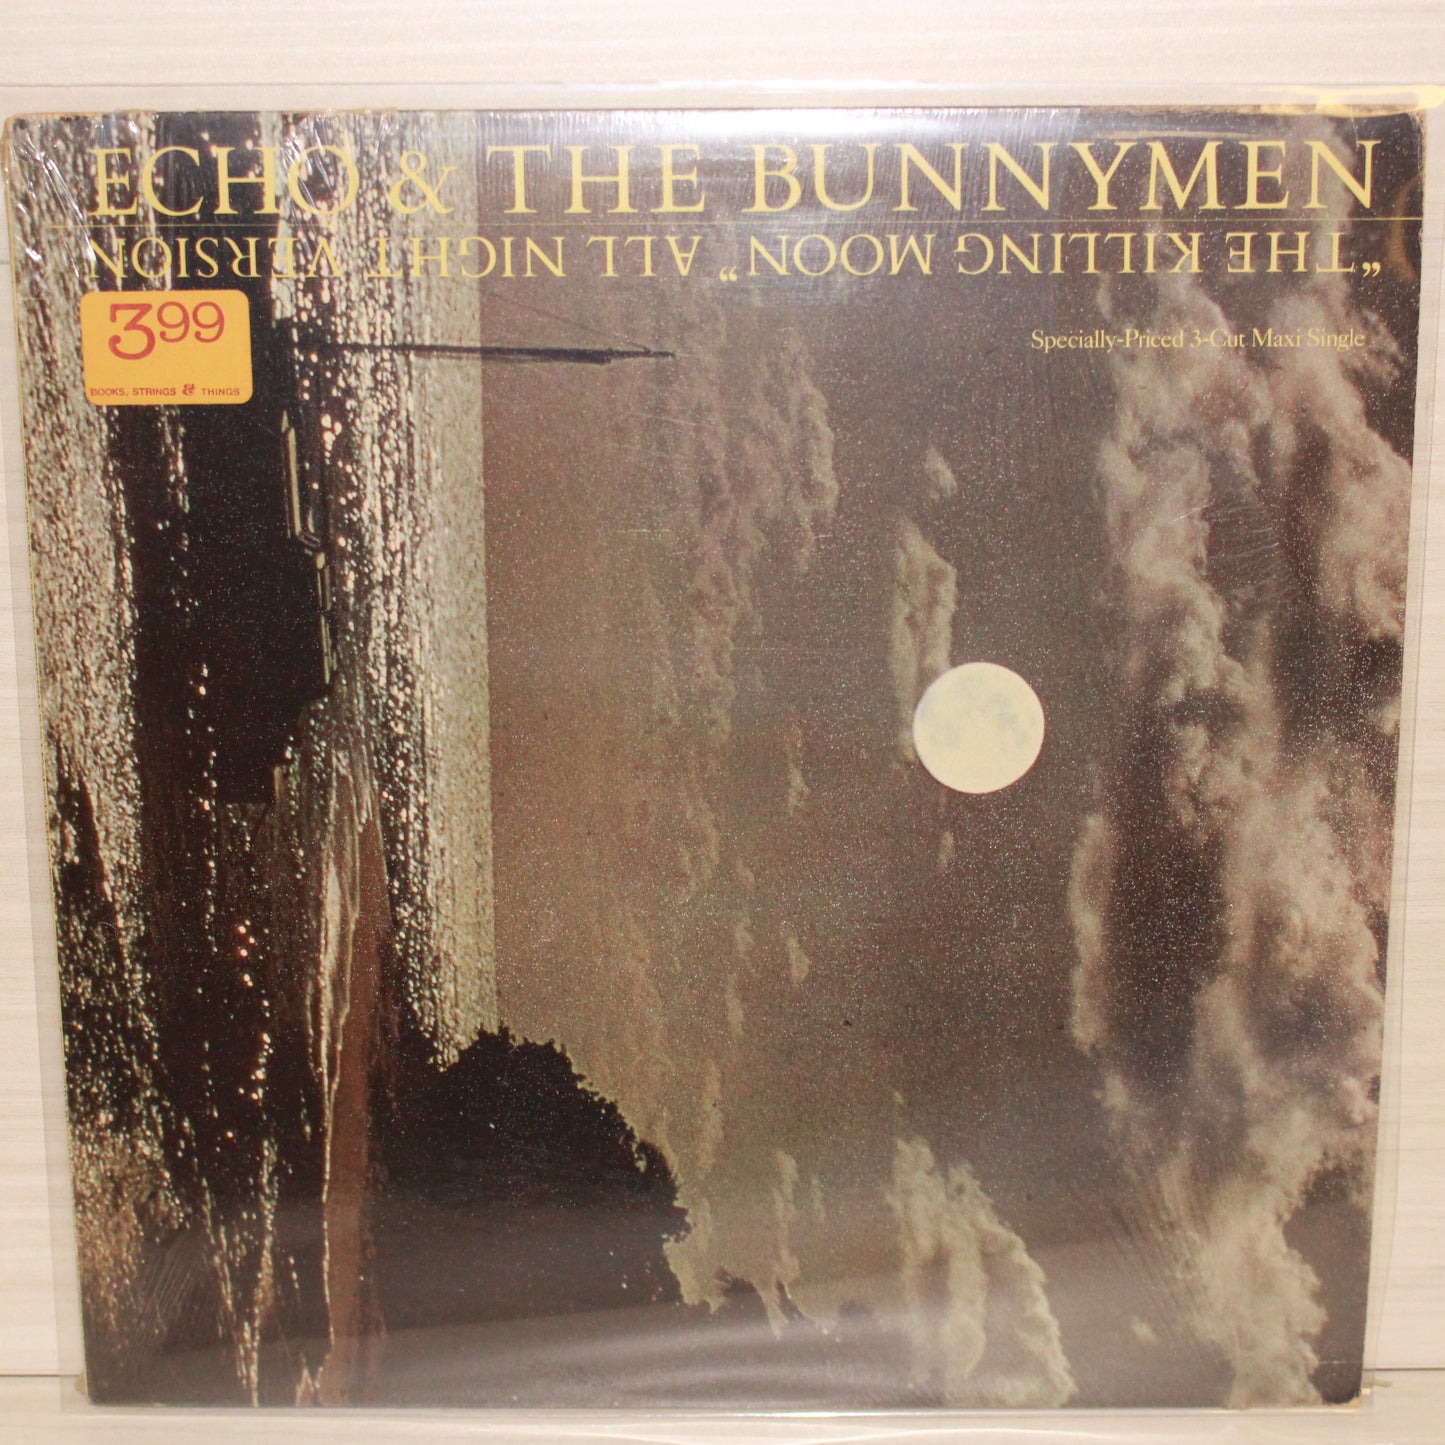 ECHO & THE BUNNYMEN
"THE KILLING MOON" ALL NIGHT VERSION
Specially-Priced 3-Cut Maxi Single
3.99
BOOKS, STRINGS & THINGS